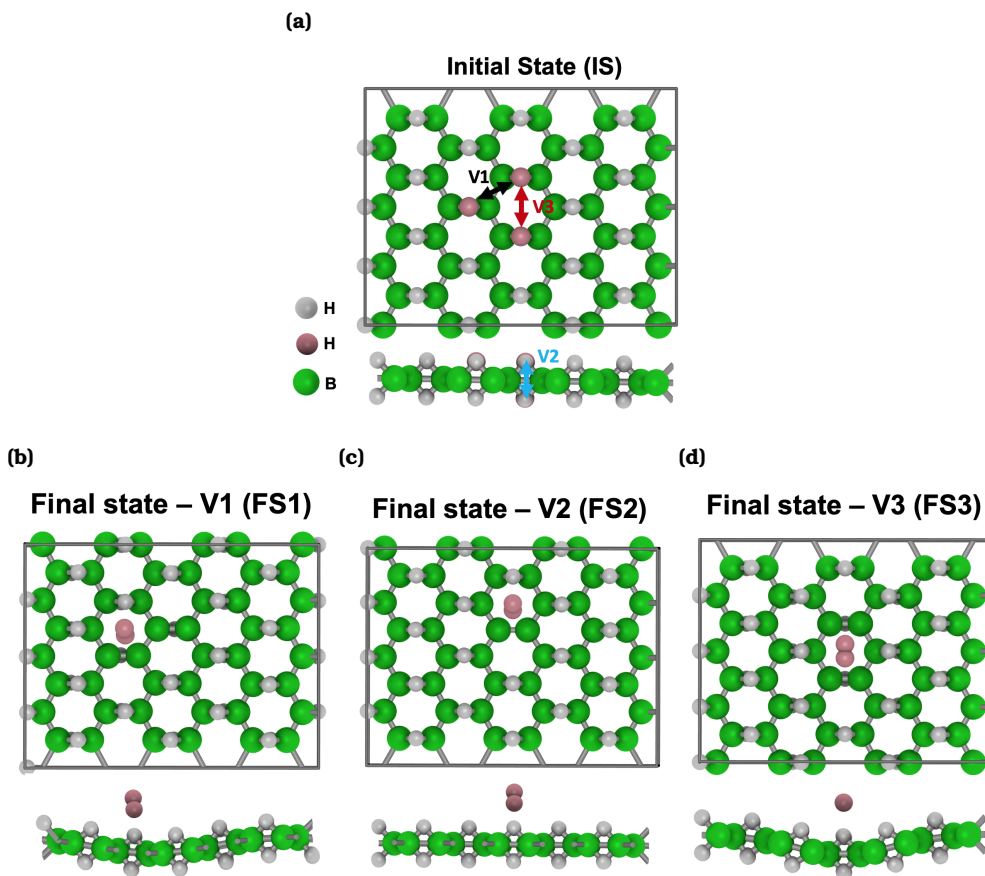 (a)
Initial State (IS)
V1
V3
H
H
B
V2
(b)
(c)
(d)
Final state – V1 (FS1)
Final state – V2 (FS2)
Final state – V3 (FS3)